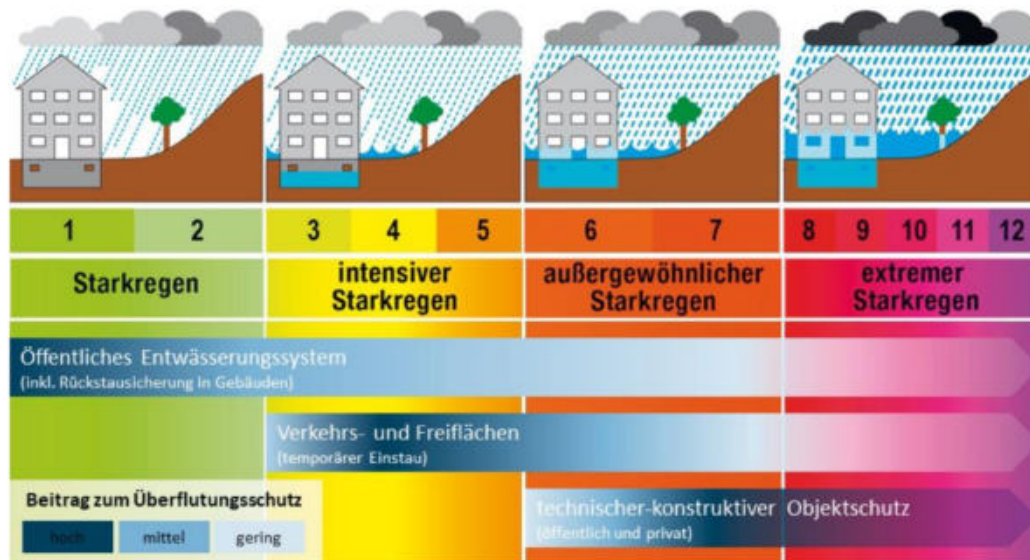 1 2 3 4 5 6 7 8 9 10 11 12
Starkregen
intensiver
Starkregen
außergewöhnlicher
Starkregen
extremer
Starkregen
Öffentliches Entwässerungssystem
(inkl. Rückstausicherung in Gebäuden)
Verkehrs- und Freiflächen
(temporärer Einstau)
Beitrag zum Überflutungsschutz
hoch mittel gering
technischer-konstruktiver Objektschutz
(öffentlich und privat)